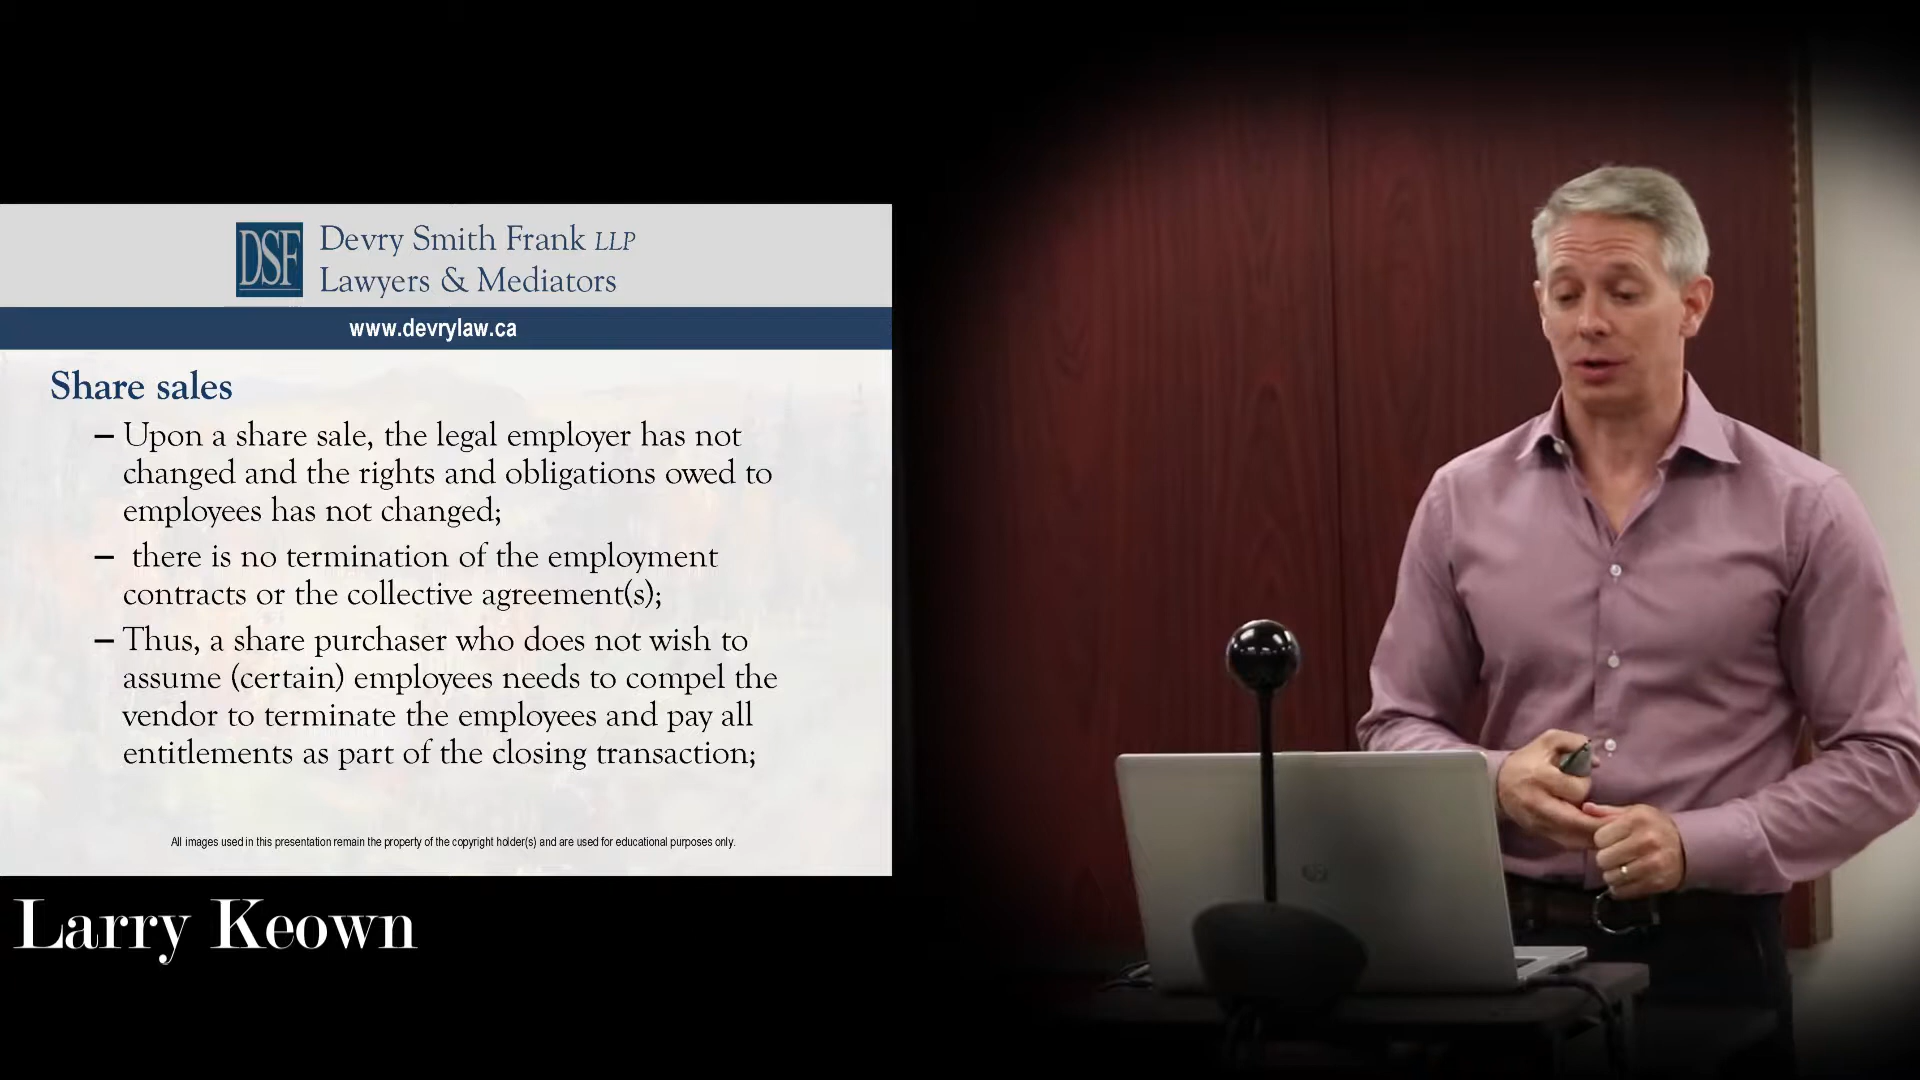 DSF
Devry Smith Frank LLP
Lawyers & Mediators
www.devrylaw.ca
Share sales
– Upon a share sale, the legal employer has not
changed and the rights and obligations owed to
employees has not changed;
– there is no termination of the employment
contracts or the collective agreement(s);
– Thus, a share purchaser who does not wish to
assume (certain) employees needs to compel the
vendor to terminate the employees and pay all
entitlements as part of the closing transaction;
All images used in this presentation remain the property of the copyright holder(s) and are used for educational purposes only.
Larry Keown
hp